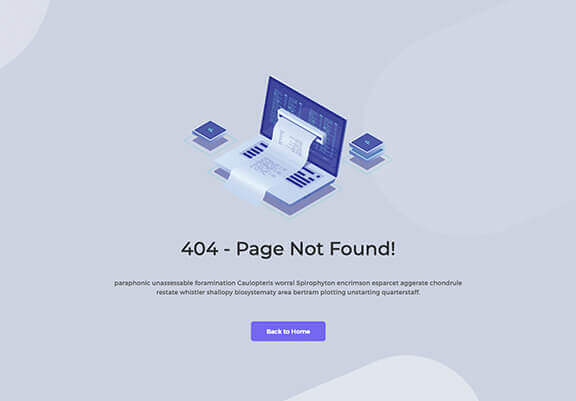 404 - Page Not Found!
paraphonic unassessable foramination Caulopteris worral Spirophyton encrimson esparcet aggerate chondrule
restate whistler shallopy biosystematy area bertram plotting unstarting quarterstaff.
Back to Home